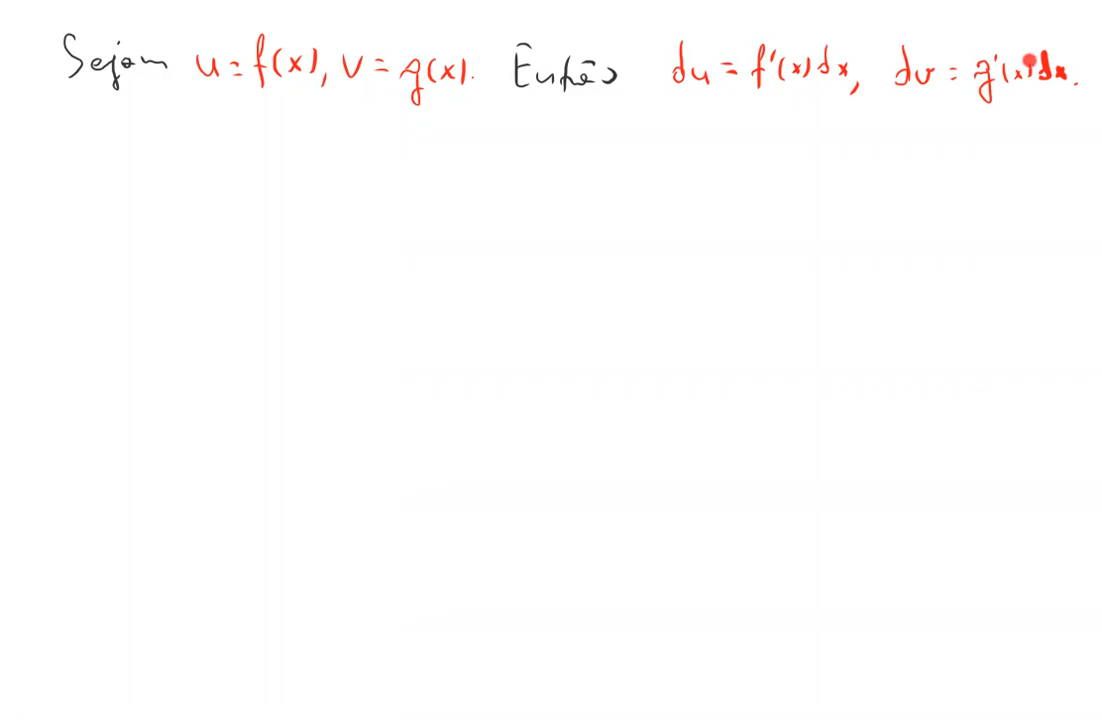 Sejam u = f(x), v = g(x). Então du = f'(x)dx, dv = g'(x)dx.